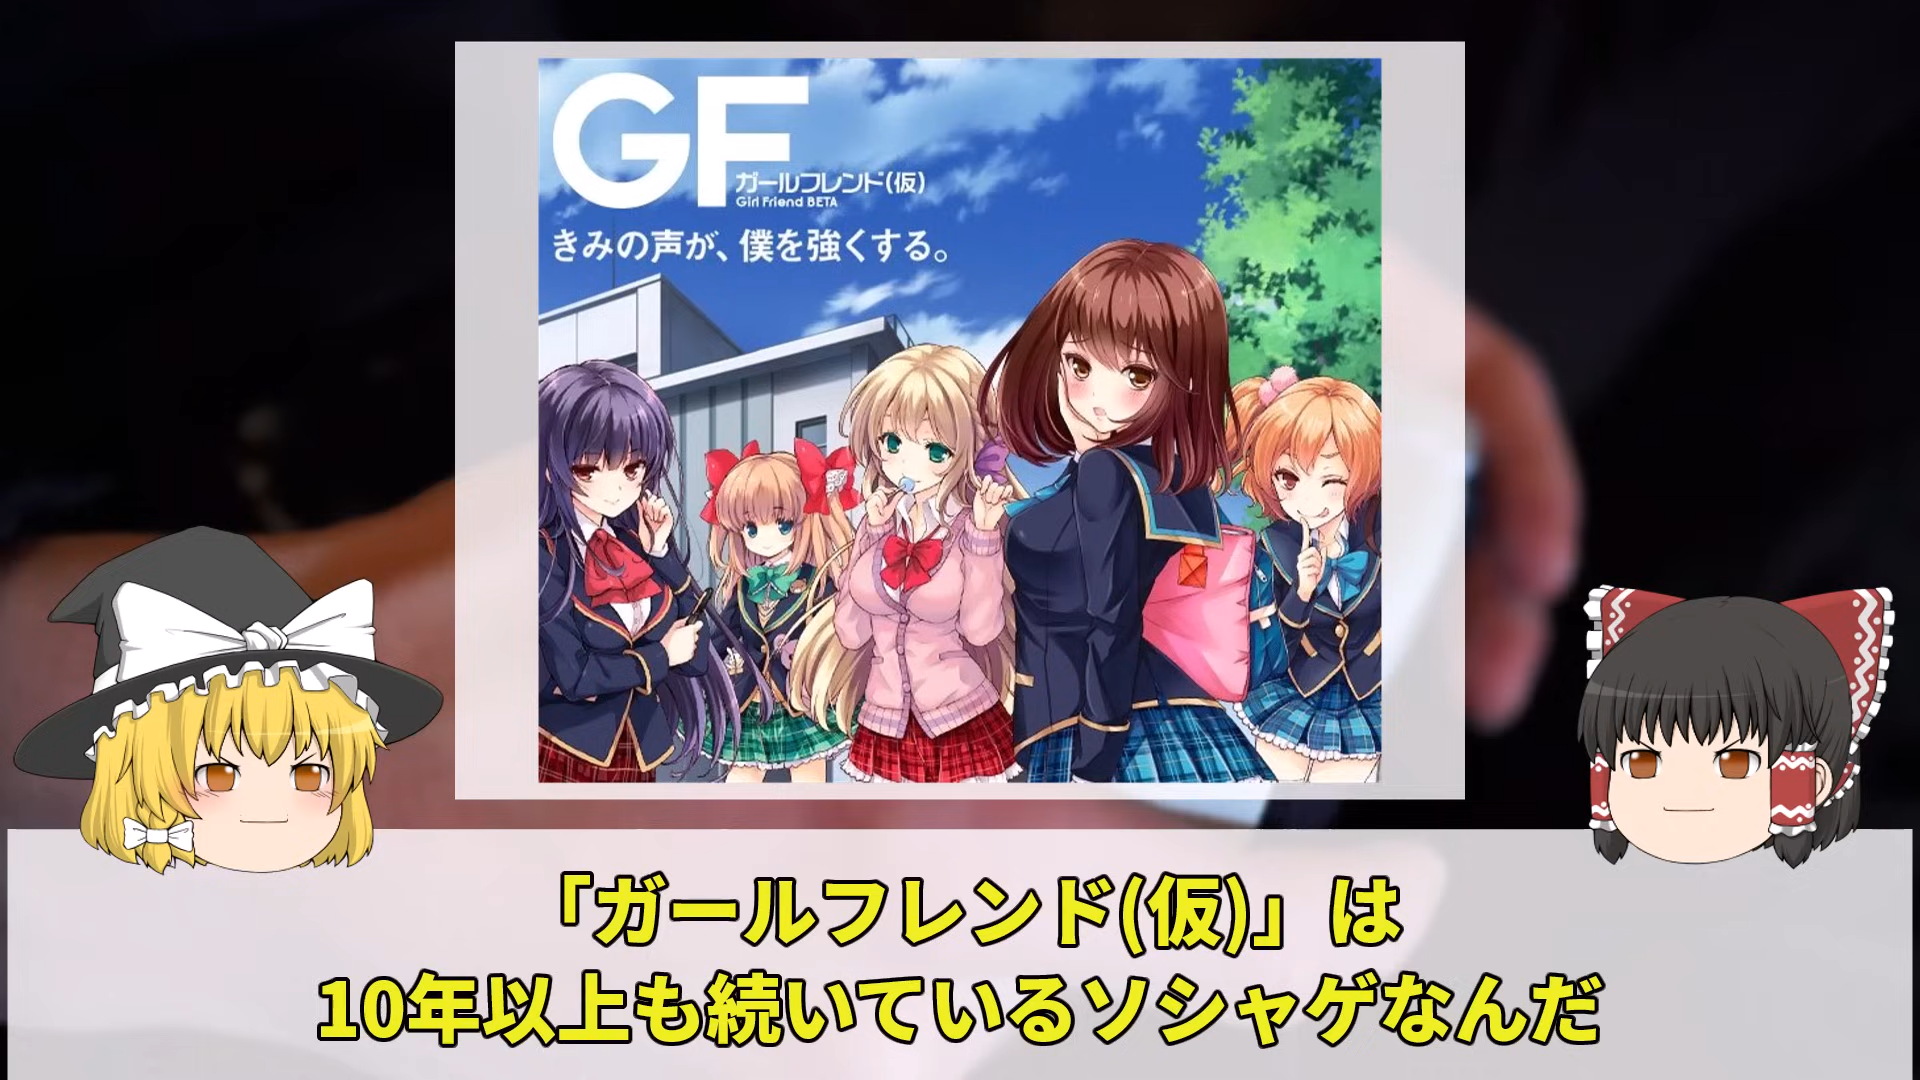 GF
ガールフレンド(仮)
Girl Friend BETA
きみの声が、僕を強くする。
「ガールフレンド(仮)」は
10年以上も続いているソシャゲなんだ